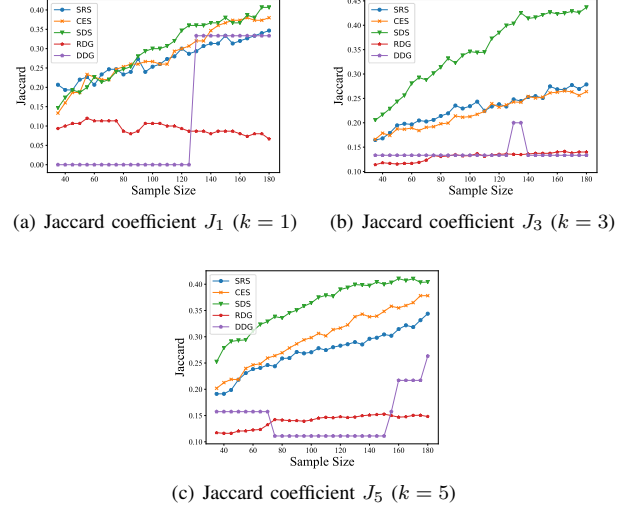 0.40
0.35
0.30
0.25
0.20
0.15
0.10
0.05
0.00
Jaccard
SRS
CES
SDS
RDG
DDG
40 60 80 100 120 140 160 180
Sample Size
(a) Jaccard coefficient J1 (k = 1)
0.40
0.35
0.30
0.25
0.20
0.15
0.10
Jaccard
SRS
CES
SDS
RDG
DDG
40 60 80 100 120 140 160 180
Sample Size
(b) Jaccard coefficient J3 (k = 3)
0.40
0.35
0.30
0.25
0.20
0.15
0.10
Jaccard
SRS
CES
SDS
RDG
DDG
40 60 80 100 120 140 160 180
Sample Size
(c) Jaccard coefficient J5 (k = 5)